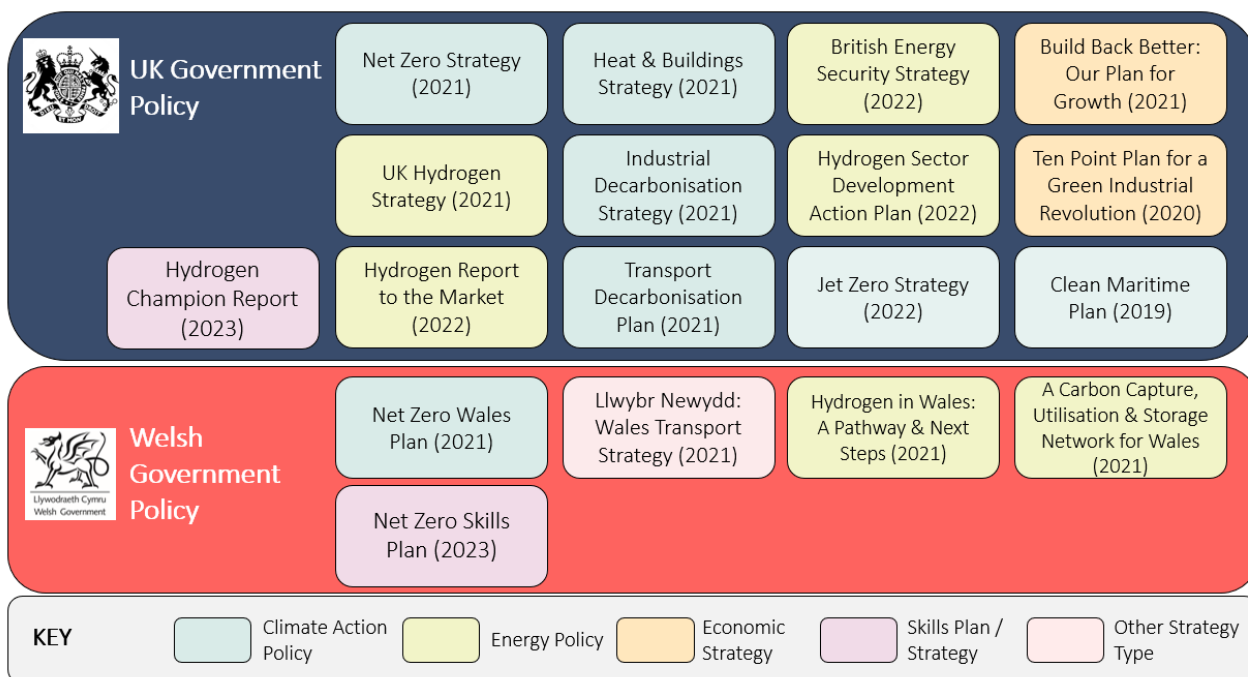 UK Government
Policy
Net Zero Strategy
(2021)
Heat & Buildings
Strategy (2021)
British Energy
Security Strategy
(2022)
Build Back Better:
Our Plan for
Growth (2021)
UK Hydrogen
Strategy (2021)
Industrial
Decarbonisation
Strategy (2021)
Hydrogen Sector
Development
Action Plan (2022)
Ten Point Plan for a
Green Industrial
Revolution (2020)
Hydrogen
Champion Report
(2023)
Hydrogen Report
to the Market
(2022)
Transport
Decarbonisation
Plan (2021)
Jet Zero Strategy
(2022)
Clean Maritime
Plan (2019)
Llywodraeth Cymru
Welsh Government
Welsh
Government
Policy
Net Zero Wales
Plan (2021)
Llwybr Newydd:
Wales Transport
Strategy (2021)
Hydrogen in Wales:
A Pathway & Next
Steps (2021)
A Carbon Capture,
Utilisation & Storage
Network for Wales
(2021)
Net Zero Skills
Plan (2023)
KEY
Climate Action
Policy
Energy Policy
Economic
Strategy
Skills Plan /
Strategy
Other Strategy
Type